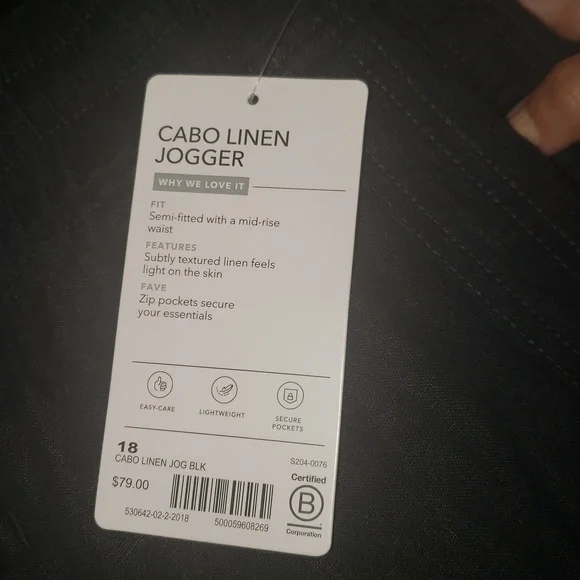 CABO LINEN
JOGGER
WHY WE LOVE IT
FIT
Semi-fitted with a mid-rise
waist
FEATURES
Subtly textured linen feels
light on the skin
FAVE
Zip pockets secure
your essentials
EASY-CARE
LIGHTWEIGHT
SECURE
POCKETS
18
CABO LINEN JOG BLK
S204-0076
$79.00
530642-02-2-2018
500059608269
Certified
B
Corporation